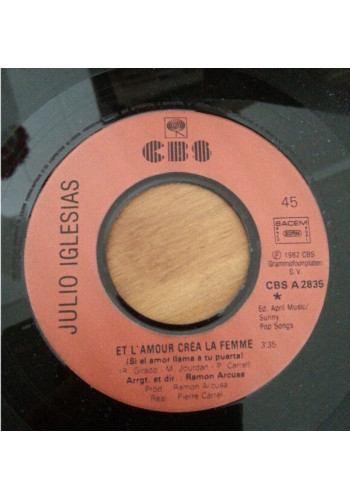 CBS
45
SACEM
JULIO IGLESIAS
℗ 1982 CBS
Grammofoonplaten
B.V.
CBS A 2835
*
Ed. April Music/
Sunny
Pop Songs
ET L'AMOUR CRÉA LA FEMME 3'35
(Si el amor llama a tu puerta)
R. Girado - M. Jourdan - P. Carrell
Arrgt. et dir. : Ramon Arcusa
Prod. : Ramon Arcusa
Réal. : Pierre Carrel